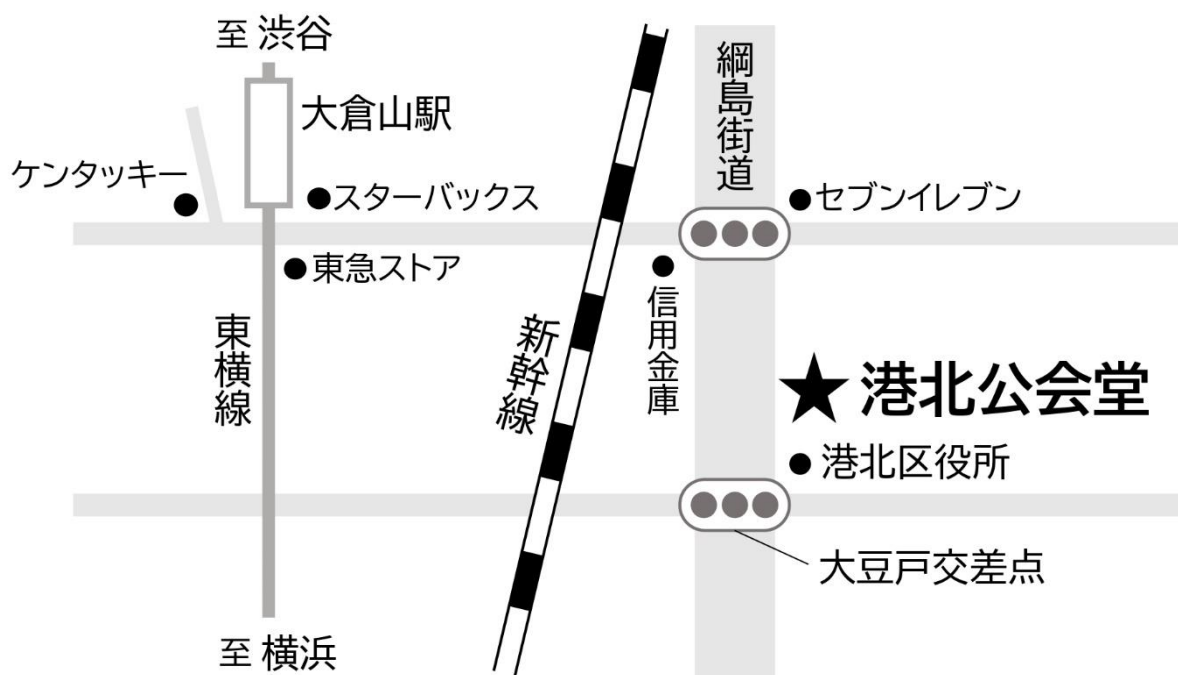 至 渋谷
大倉山駅
ケンタッキー
スターバックス
東急ストア
東横線
至 横浜
新幹線
綱島街道
セブンイレブン
信用金庫
港北公会堂
港北区役所
大豆戸交差点